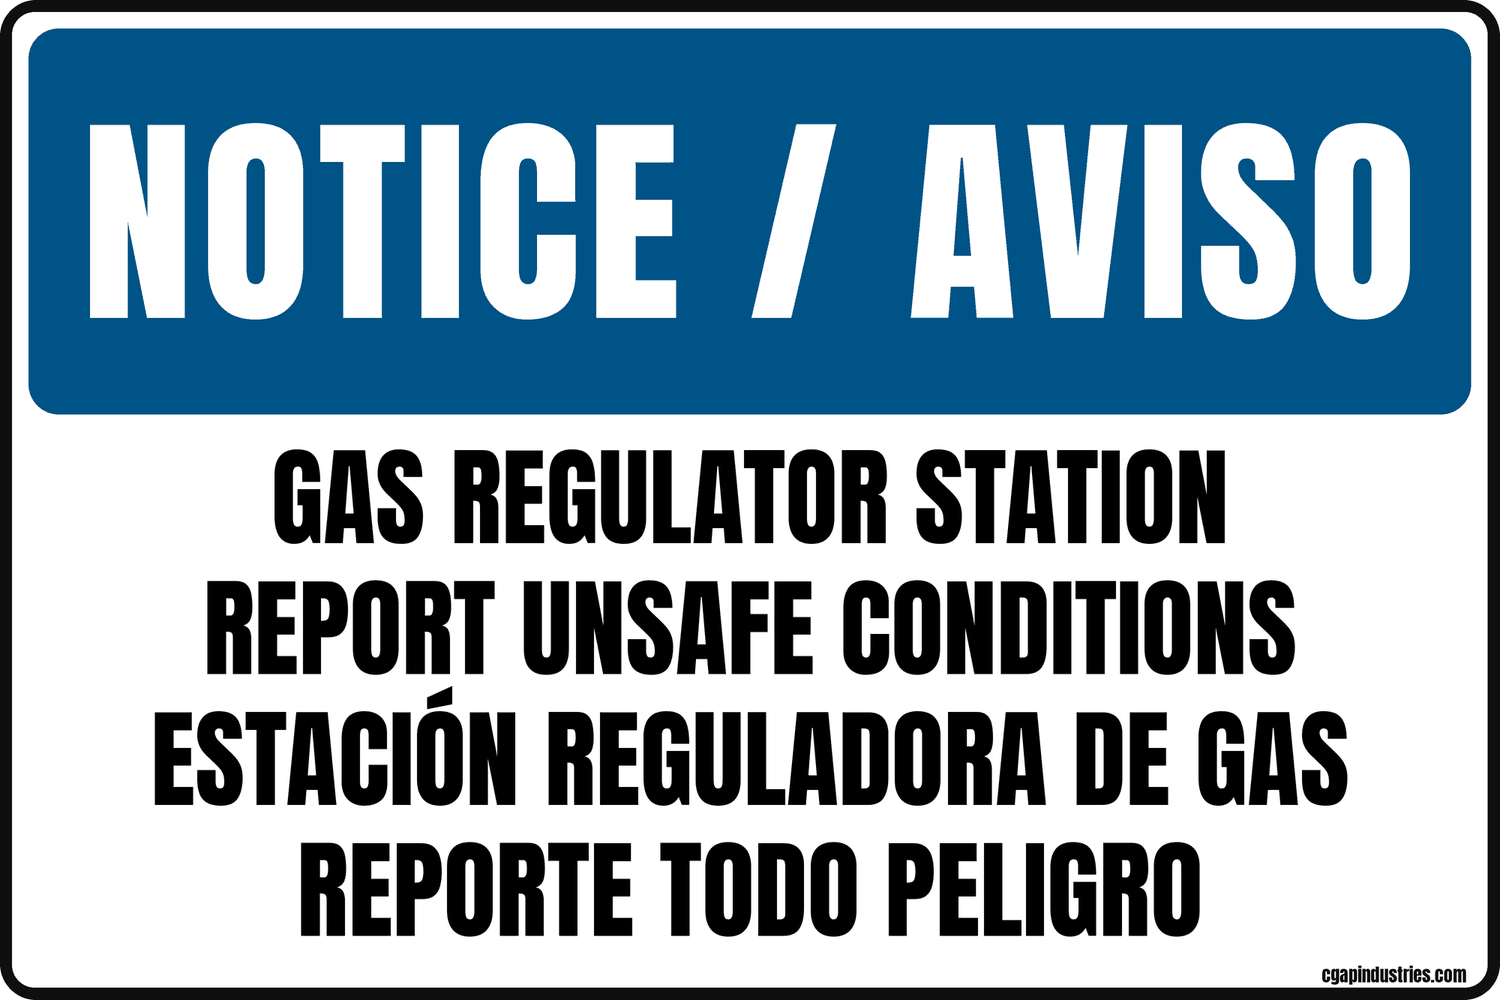 NOTICE / AVISO
GAS REGULATOR STATION
REPORT UNSAFE CONDITIONS
ESTACIÓN REGULADORA DE GAS
REPORTE TODO PELIGRO
cgapindustries.com